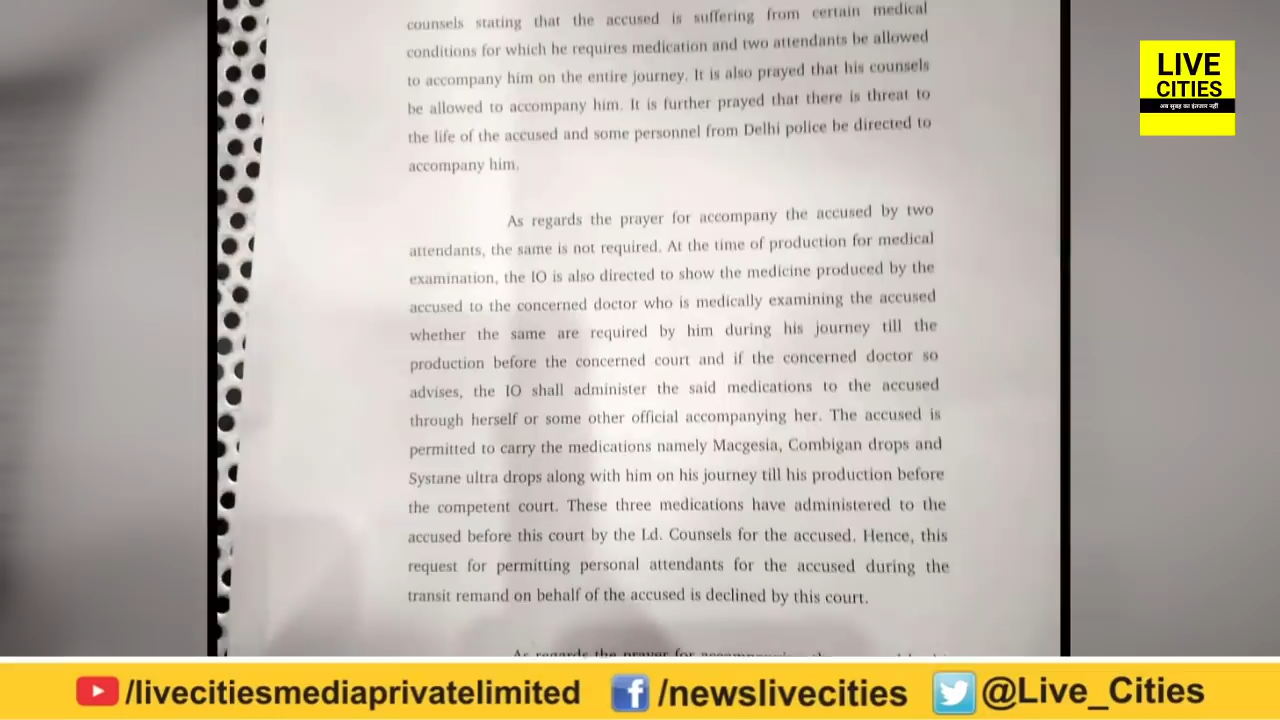 counsels stating that the accused is suffering from certain medical
conditions for which he requires medication and two attendants be allowed
to accompany him on the entire journey. It is also prayed that his counsels
be allowed to accompany him. It is further prayed that there is threat to
the life of the accused and some personnel from Delhi police be directed to
accompany him.
As regards the prayer for accompany the accused by two
attendants, the same is not required. At the time of production for medical
examination, the IO is also directed to show the medicine produced by the
accused to the concerned doctor who is medically examining the accused
whether the same are required by him during his journey till the
production before the concerned court and if the concerned doctor so
advises, the IO shall administer the said medications to the accused
through herself or some other official accompanying her. The accused is
permitted to carry the medications namely Macgesia, Combigan drops and
Systane ultra drops along with him on his journey till his production before
the competent court. These three medications have administered to the
accused before this court by the Ld. Counsels for the accused. Hence, this
request for permitting personal attendants for the accused during the
transit remand on behalf of the accused is declined by this court.
As regards the prayer for
LIVE
CITIES
अब सुबह का इंतजार नहीं
/livecitiesmediaprivatelimited
/newslivecities
@Live_Cities